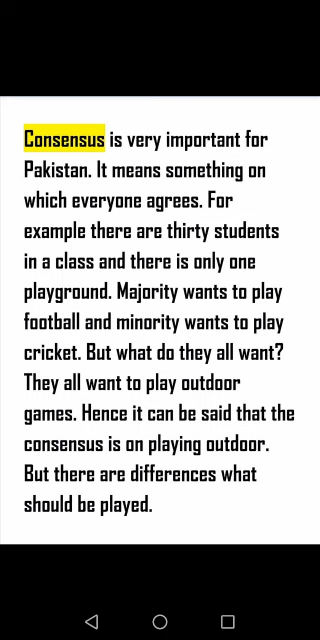 Consensus is very important for
Pakistan. It means something on
which everyone agrees. For
example there are thirty students
in a class and there is only one
playground. Majority wants to play
football and minority wants to play
cricket. But what do they all want?
They all want to play outdoor
games. Hence it can be said that the
consensus is on playing outdoor.
But there are differences what
should be played.